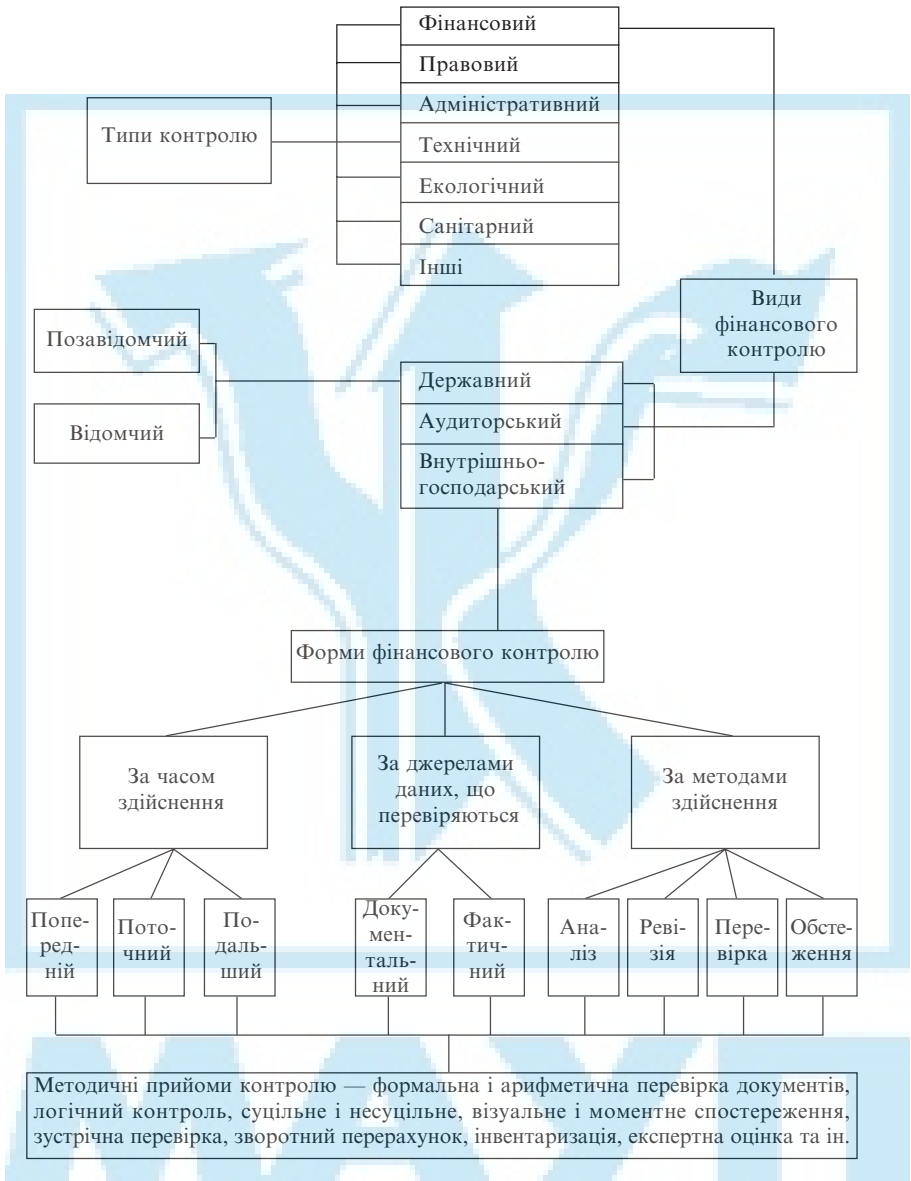 Фінансовий
Правовий
Адміністративний
Типи контролю
Технічний
Екологічний
Санітарний
Інші
Види
фінансового
контролю
Позавідомчий
Відомчий
Державний
Аудиторський
Внутрішньо-
господарський
Форми фінансового контролю
За часом
здійснення
За джерелами
даних, що
перевіряються
За методами
здійснення
Попе-
ред-
ній
Пото-
чний
По-
даль-
ший
Доку-
мен-
таль-
ний
Фак-
тич-
ний
Ана-
ліз
Реві-
зія
Пере-
вірка
Обсте-
ження
Методичні прийоми контролю — формальна і арифметична перевірка документів,
логічний контроль, суцільне і несуцільне, візуальне і моментне спостереження,
зустрічна перевірка, зворотний перерахунок, інвентаризація, експертна оцінка та ін.
МАУП